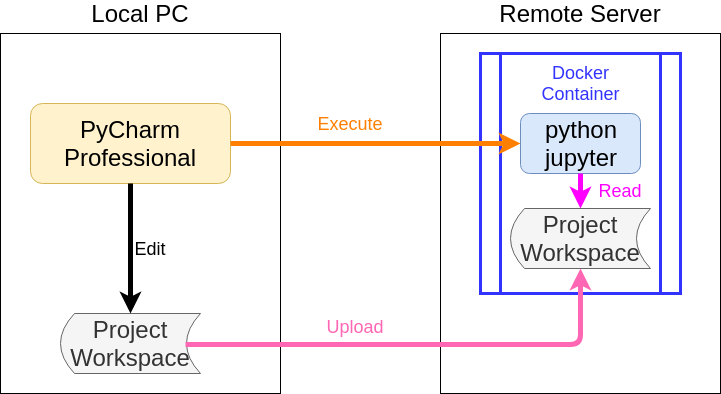 Local PC
Remote Server
Docker
Container
PyCharm
Professional
Execute
python
jupyter
Read
Edit
Project
Workspace
Project
Workspace
Upload